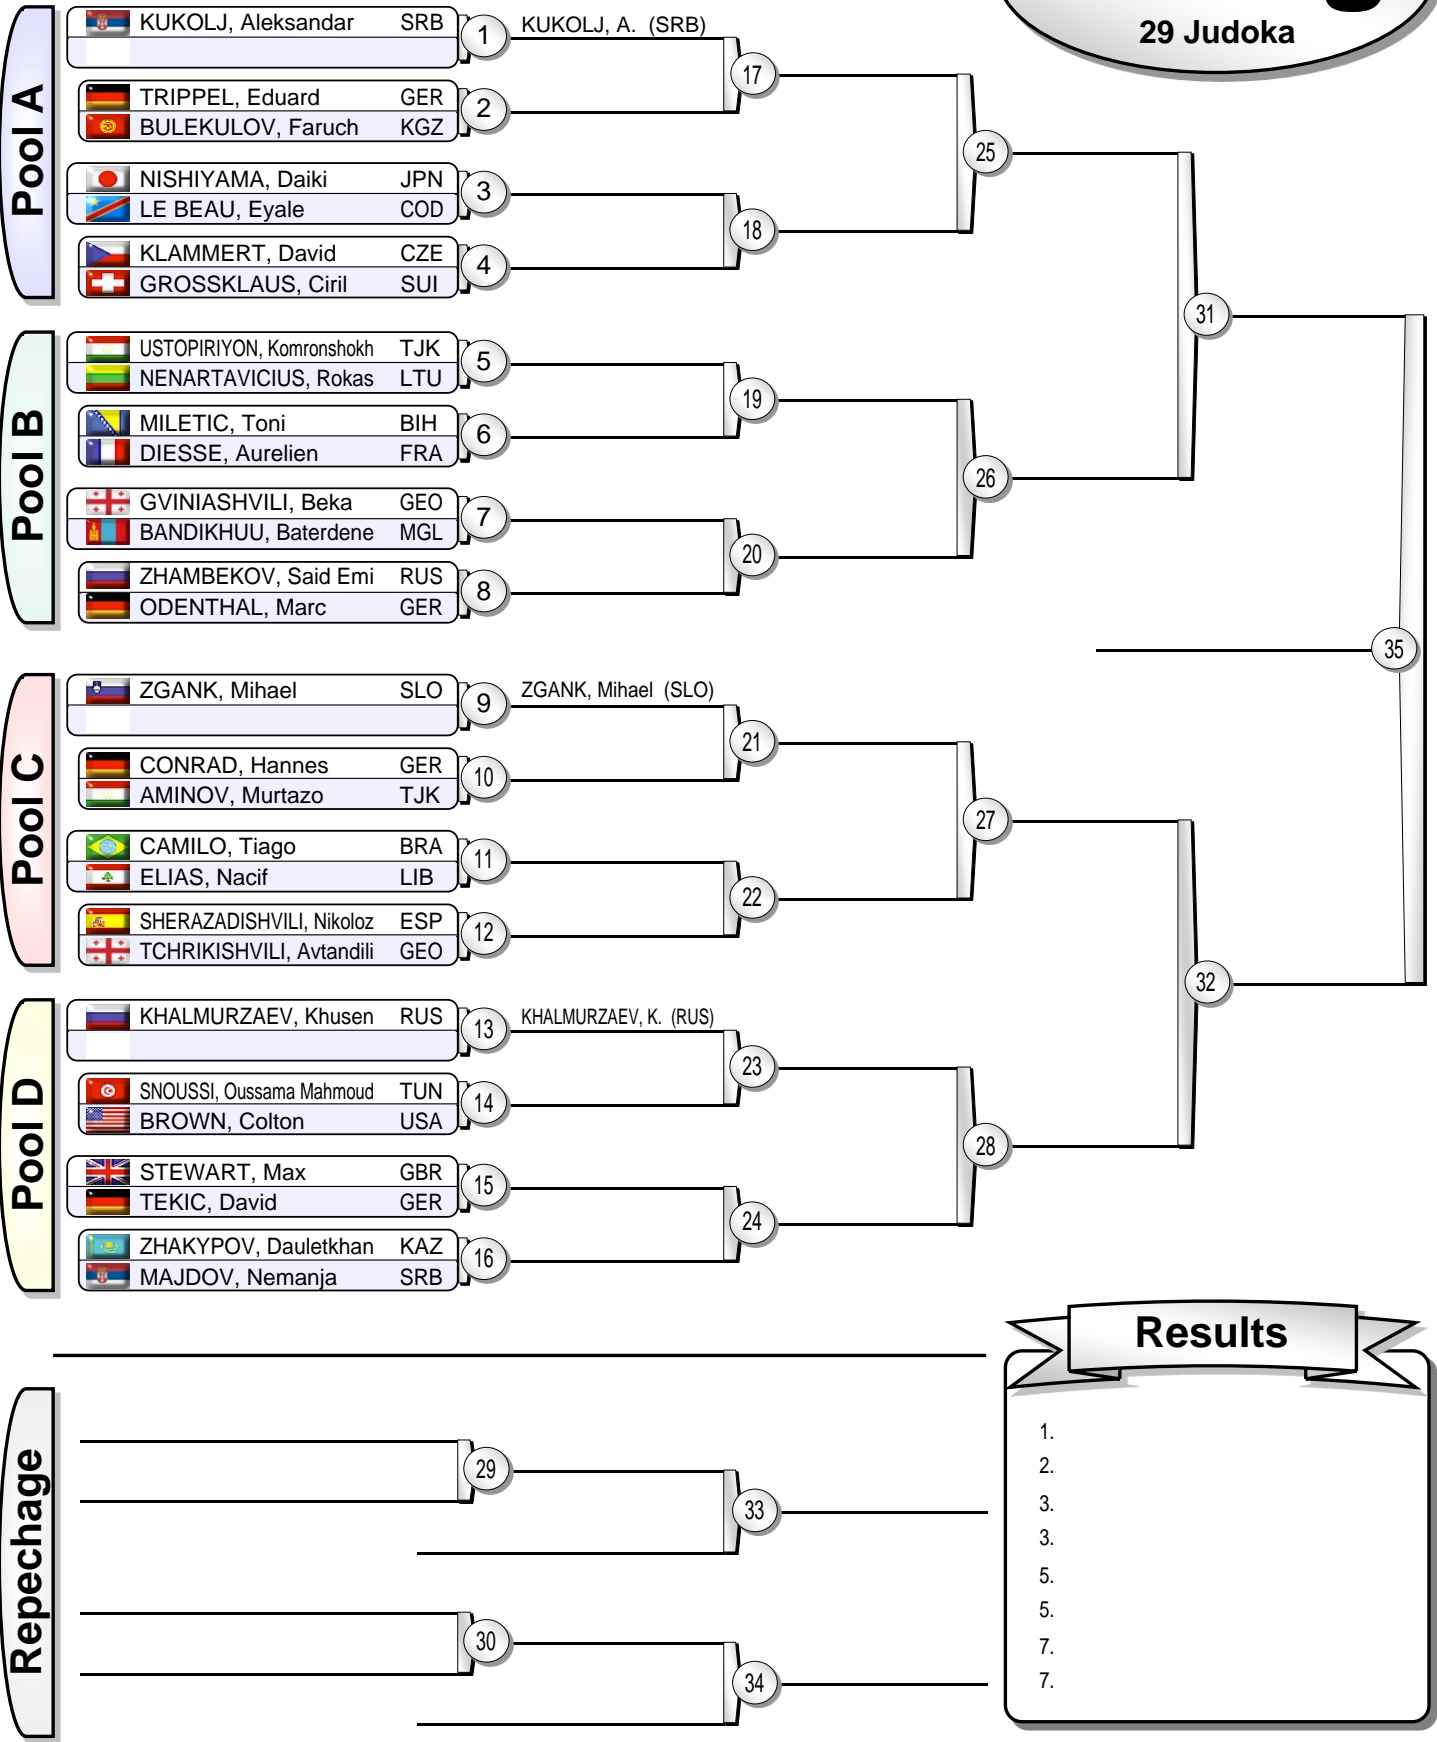 29 Judoka
Pool A
KUKOLJ, Aleksandar SRB
1
KUKOLJ, A. (SRB)
17
TRIPPEL, Eduard GER
BULEKULOV, Faruch KGZ
2
25
NISHIYAMA, Daiki JPN
LE BEAU, Eyale COD
3
18
KLAMMERT, David CZE
GROSSKLAUS, Ciril SUI
4
31
Pool B
USTOPIRIYON, Komronshokh TJK
NENARTAVICIUS, Rokas LTU
5
19
MILETIC, Toni BIH
DIESSE, Aurelien FRA
6
26
GVINIASHVILI, Beka GEO
BANDIKHUU, Baterdene MGL
7
20
ZHAMBEKOV, Said Emi RUS
ODENTHAL, Marc GER
8
35
Pool C
ZGANK, Mihael SLO
9
ZGANK, Mihael (SLO)
21
CONRAD, Hannes GER
AMINOV, Murtazo TJK
10
27
CAMILO, Tiago BRA
ELIAS, Nacif LIB
11
22
SHERAZADISHVILI, Nikoloz ESP
TCHRIKISHVILI, Avtandili GEO
12
32
Pool D
KHALMURZAEV, Khusen RUS
13
KHALMURZAEV, K. (RUS)
23
SNOUSSI, Oussama Mahmoud TUN
BROWN, Colton USA
14
28
STEWART, Max GBR
TEKIC, David GER
15
24
ZHAKYPOV, Dauletkhan KAZ
MAJDOV, Nemanja SRB
16
Repechage
29
33
30
34
Results
1.
2.
3.
3.
5.
5.
7.
7.